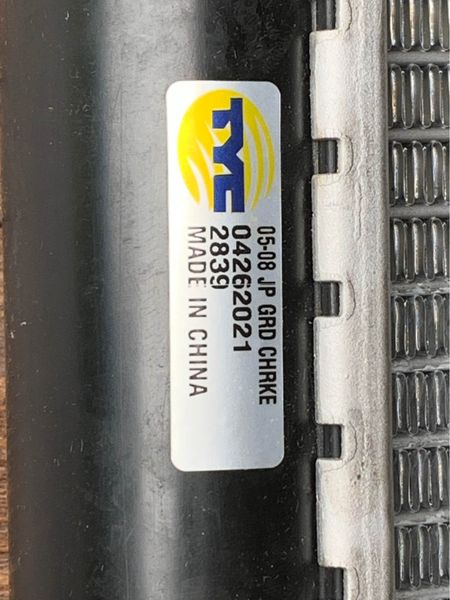 TYC
05-08 JP GRD CHRKE
04262021
2839
MADE IN CHINA